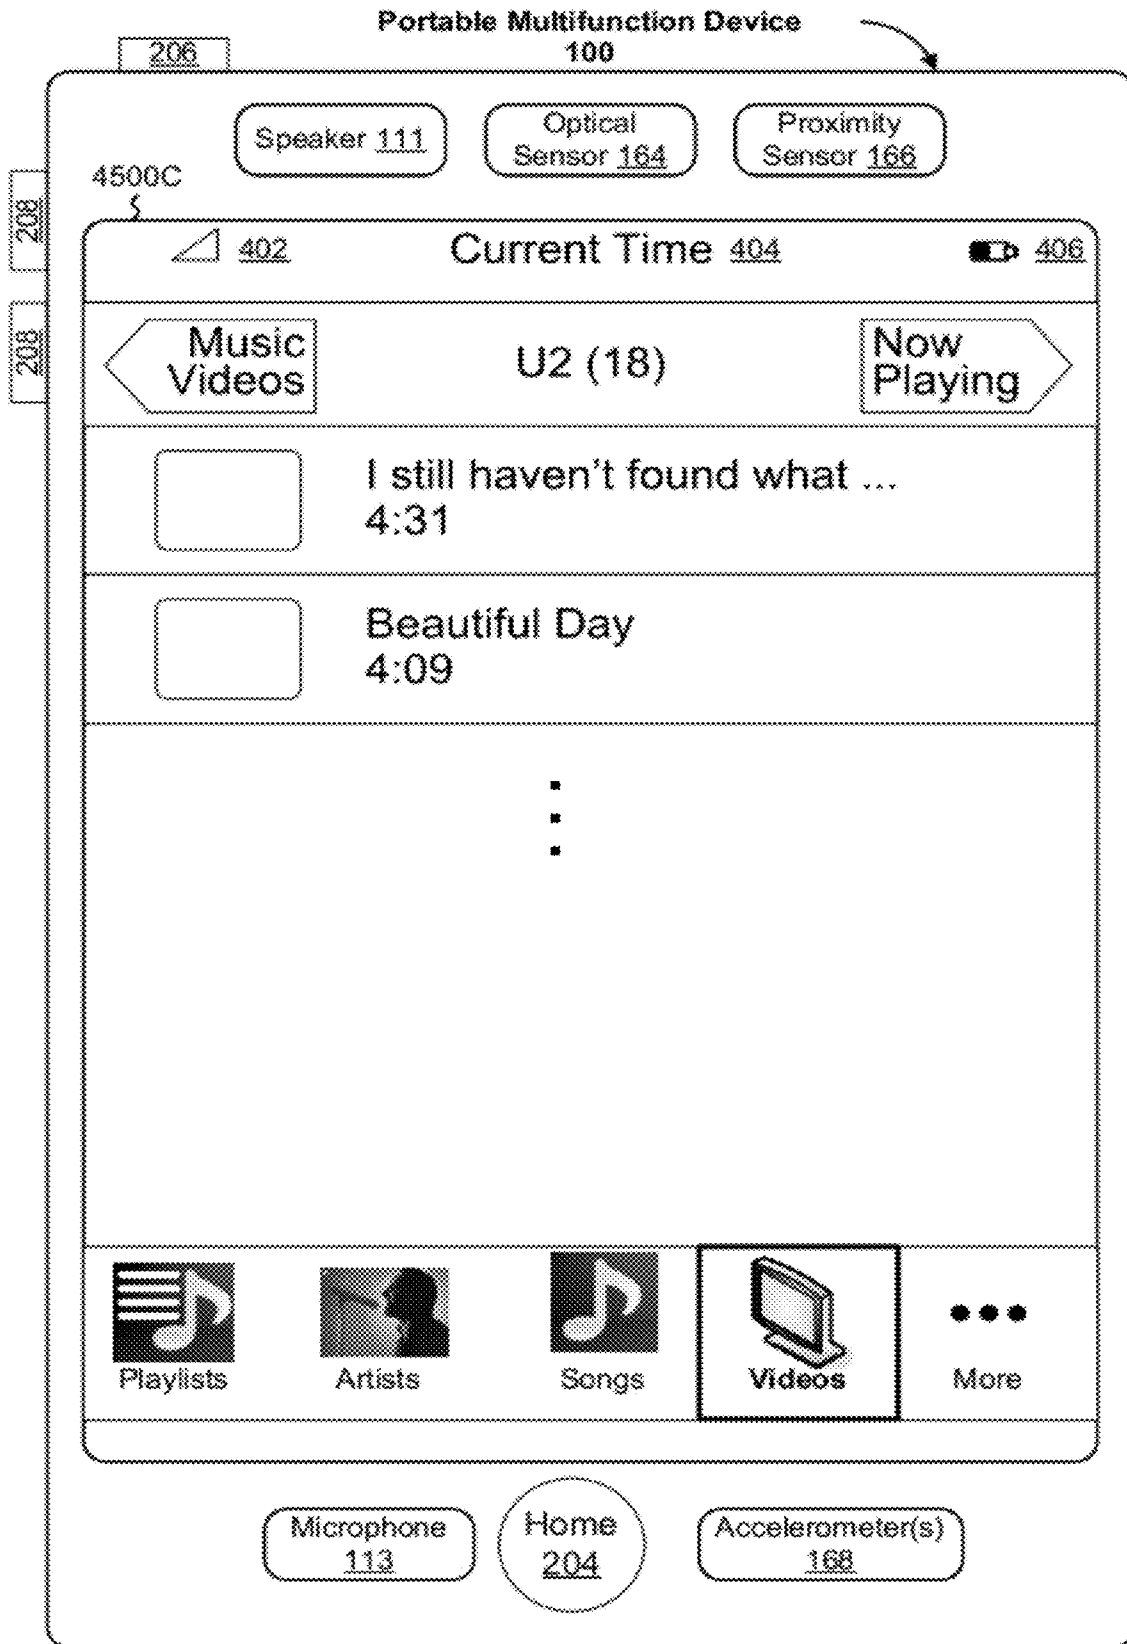 Portable Multifunction Device
100
206
Speaker 111
Optical
Sensor 164
Proximity
Sensor 166
4500C
208
208
402
Current Time 404
406
Music
Videos
U2 (18)
Now
Playing
I still haven't found what ...
4:31
Beautiful Day
4:09
Playlists
Artists
Songs
Videos
More
Microphone
113
Home
204
Accelerometer(s)
168